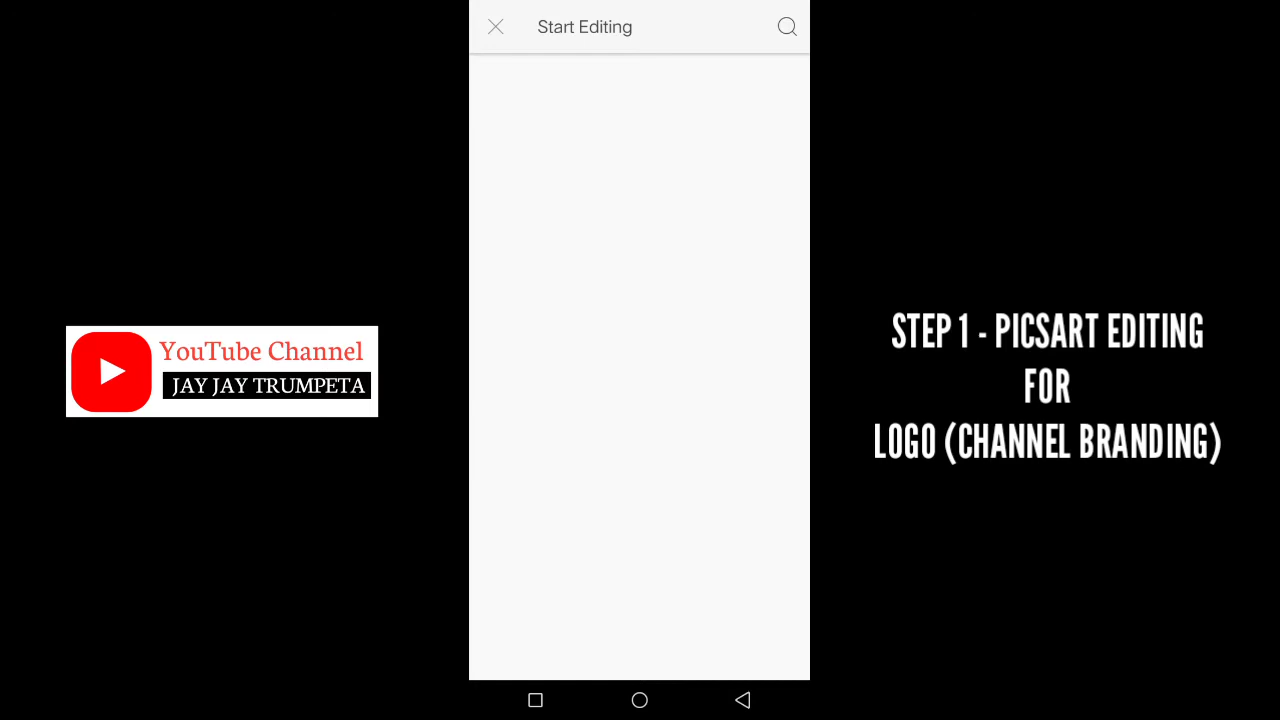 Start Editing
YouTube Channel
JAY JAY TRUMPETA
STEP 1 - PICSART EDITING
FOR
LOGO (CHANNEL BRANDING)